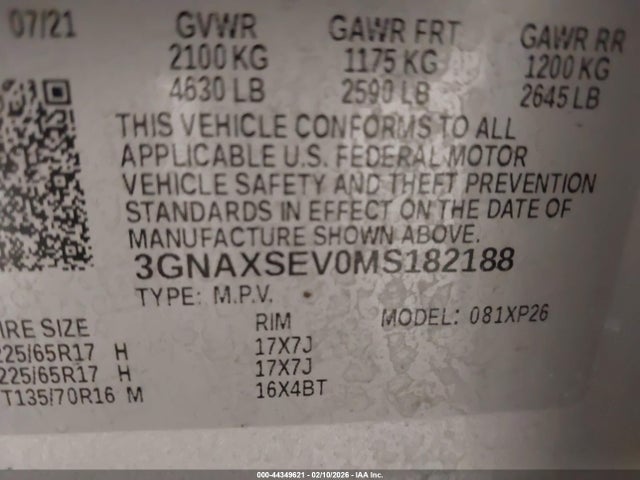 07/21 GVWR GAWR FRT GAWR RR
2100 KG 1175 KG 1200 KG
4630 LB 2590 LB 2645 LB
THIS VEHICLE CONFORMS TO ALL
APPLICABLE U.S. FEDERAL MOTOR
VEHICLE SAFETY AND THEFT PREVENTION
STANDARDS IN EFFECT ON THE DATE OF
MANUFACTURE SHOWN ABOVE.
3GNAXSEV0MS182188
TYPE: M.P.V. MODEL: 081XP26
IRE SIZE RIM
225/65R17 H 17X7J
225/65R17 H 17X7J
T135/70R16 M 16X4BT
000-44349621 - 02/10/2026 - IAA Inc.